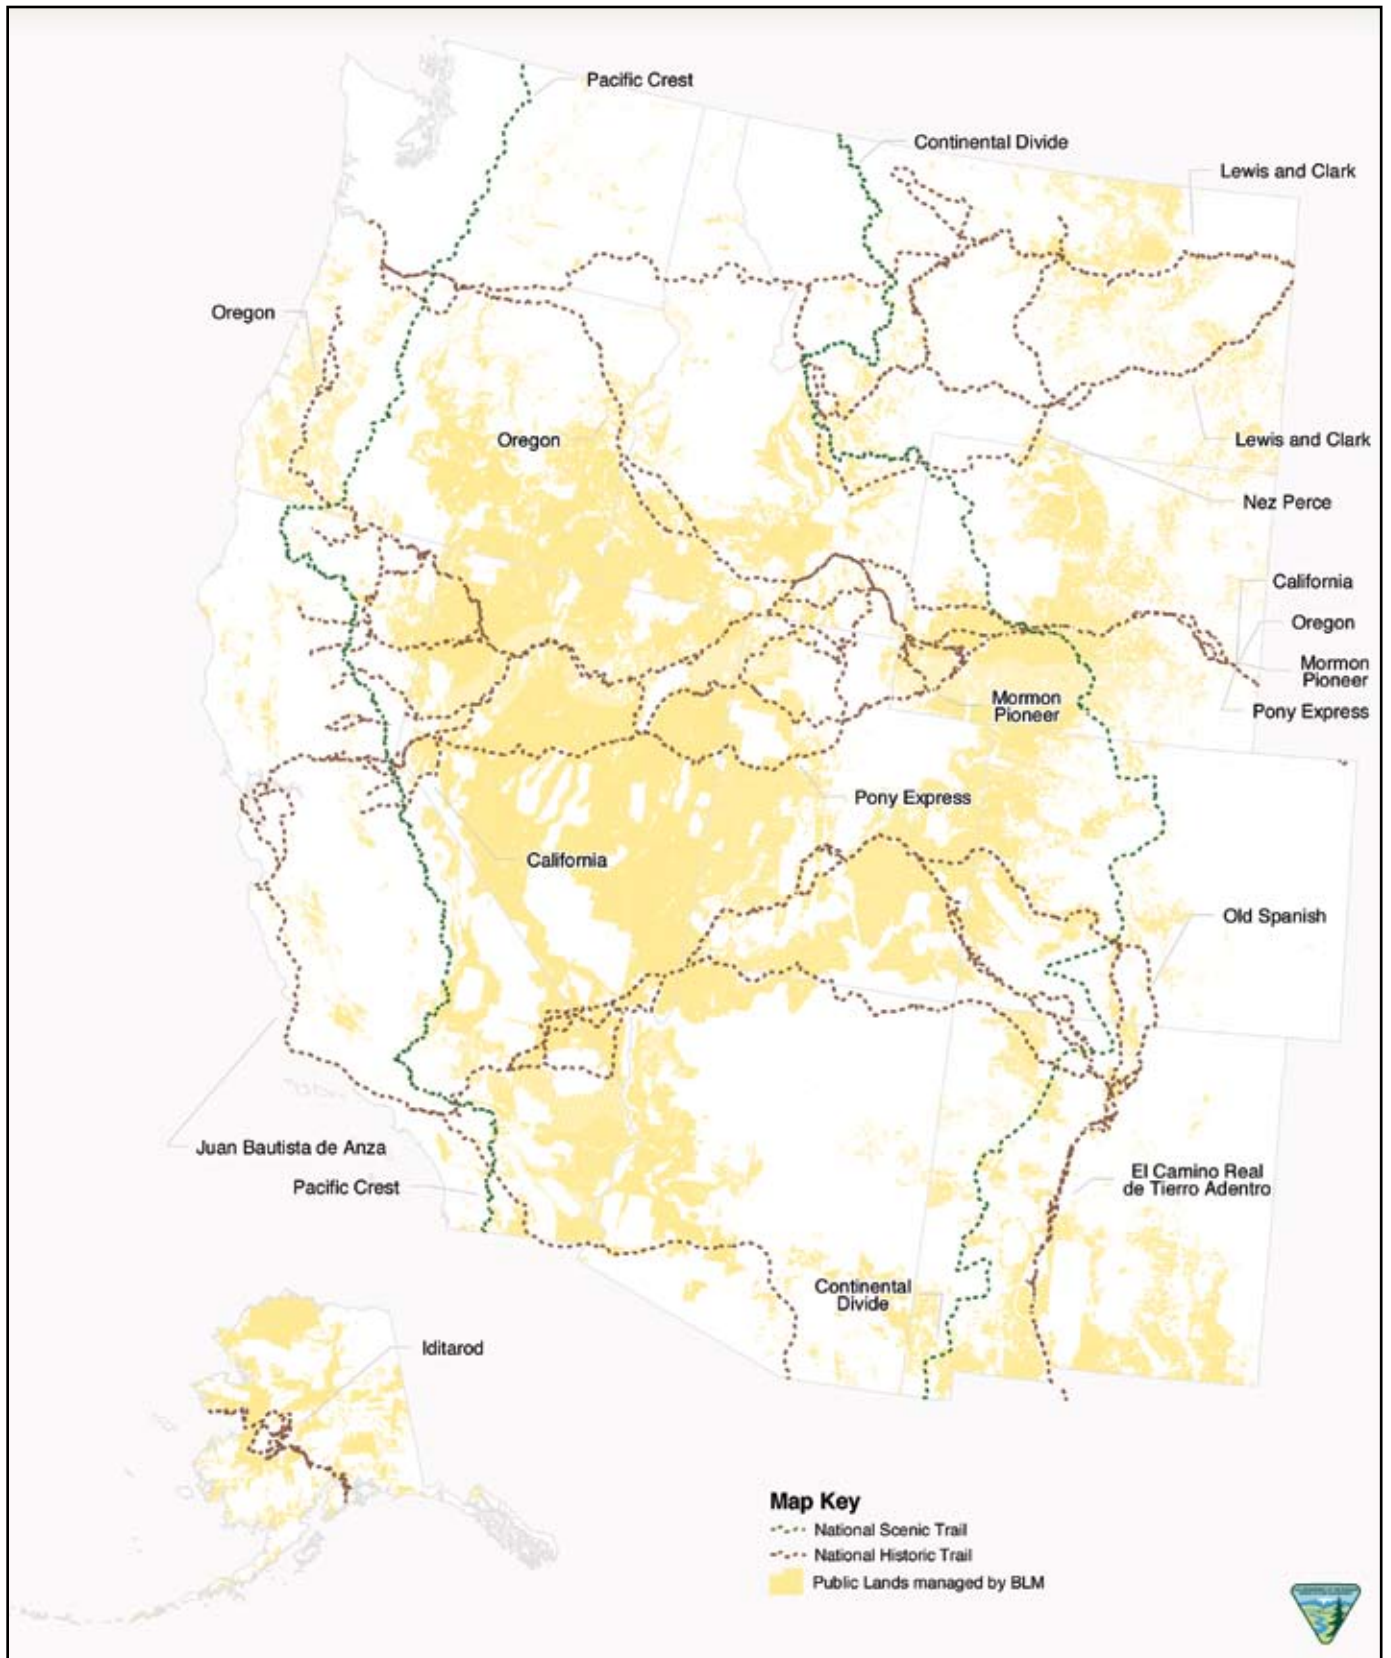 Pacific Crest
Continental Divide
Lewis and Clark
Oregon
Oregon
Lewis and Clark
Nez Perce
California
Oregon
Mormon
Pioneer
Pony Express
Mormon
Pioneer
Pony Express
California
Old Spanish
Juan Bautista de Anza
Pacific Crest
El Camino Real
de Tierro Adentro
Continental
Divide
Iditarod
Map Key
National Scenic Trail
National Historic Trail
Public Lands managed by BLM